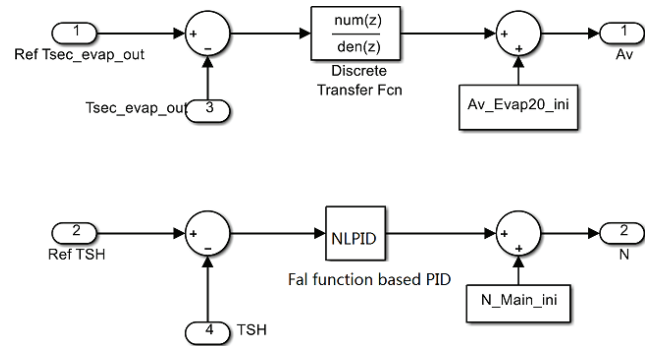 1
num(z)
den(z)
1
Ref Tsec_evap_out
Discrete
Transfer Fcn
Av
Tsec_evap_out
3
Av_Evap20_ini
2
NLPID
2
Ref TSH
N
Fal function based PID
N_Main_ini
4
TSH